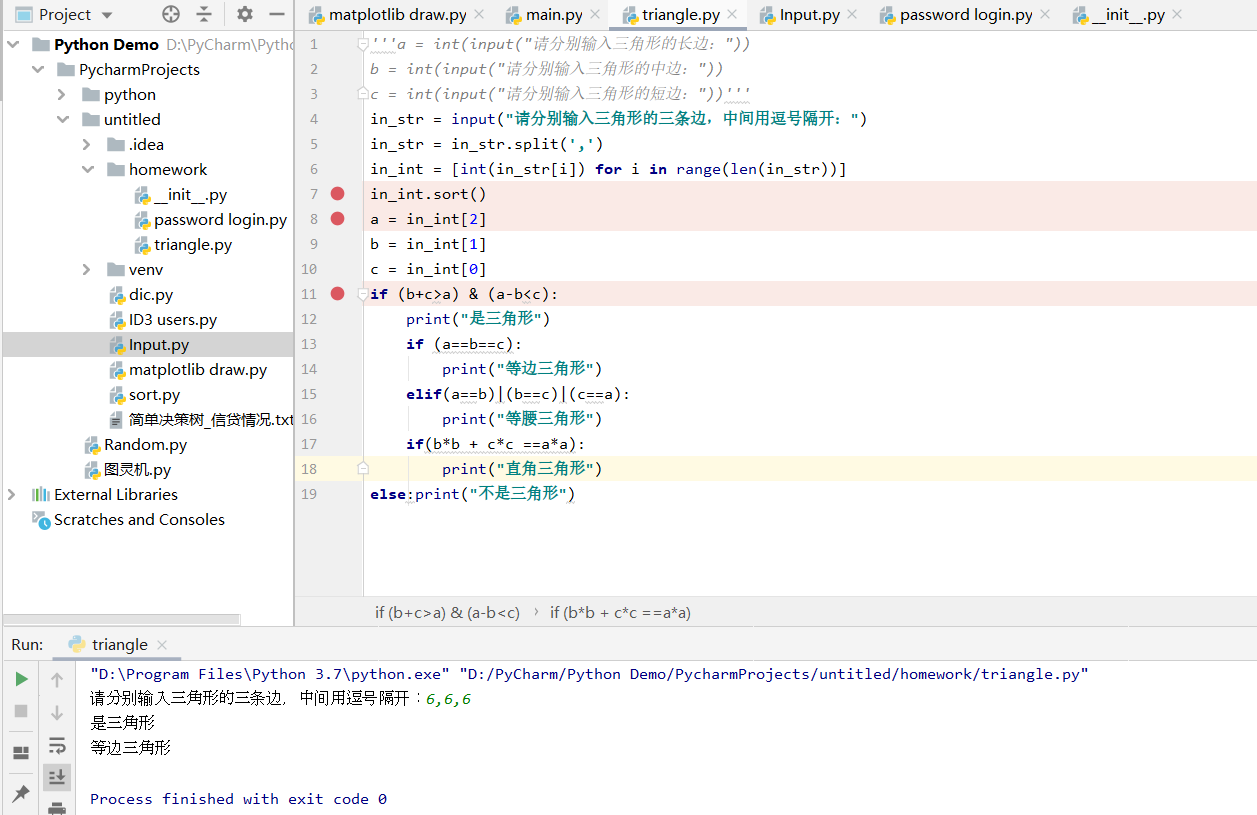 Project
matplotlib draw.py
main.py
triangle.py
Input.py
password login.py
__init__.py
Python Demo D:\PyCharm\Pytho
PycharmProjects
python
untitled
.idea
homework
__init__.py
password login.py
triangle.py
venv
dic.py
ID3 users.py
Input.py
matplotlib draw.py
sort.py
简单决策树_信贷情况.txt
Random.py
图灵机.py
External Libraries
Scratches and Consoles
1 '''a = int(input("请分别输入三角形的长边："))
2 b = int(input("请分别输入三角形的中边："))
3 c = int(input("请分别输入三角形的短边："))'''
4 in_str = input("请分别输入三角形的三条边，中间用逗号隔开：")
5 in_str = in_str.split(',')
6 in_int = [int(in_str[i]) for i in range(len(in_str))]
7 in_int.sort()
8 a = in_int[2]
9 b = in_int[1]
10 c = in_int[0]
11 if (b+c>a) & (a-b<c):
12 print("是三角形")
13 if (a==b==c):
14 print("等边三角形")
15 elif(a==b)|(b==c)|(c==a):
16 print("等腰三角形")
17 if(b*b + c*c ==a*a):
18 print("直角三角形")
19 else:print("不是三角形")
if (b+c>a) & (a-b<c) › if (b*b + c*c ==a*a)
Run: triangle
"D:\Program Files\Python 3.7\python.exe" "D:/PyCharm/Python Demo/PycharmProjects/untitled/homework/triangle.py"
请分别输入三角形的三条边，中间用逗号隔开：6,6,6
是三角形
等边三角形
Process finished with exit code 0